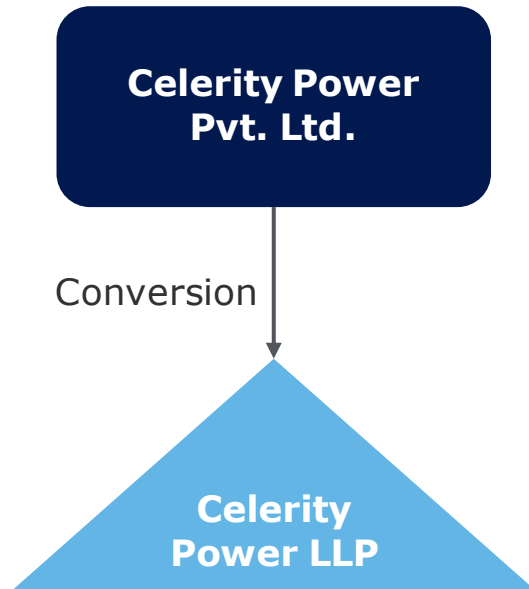 Celerity Power
Pvt. Ltd.
Conversion
Celerity
Power LLP